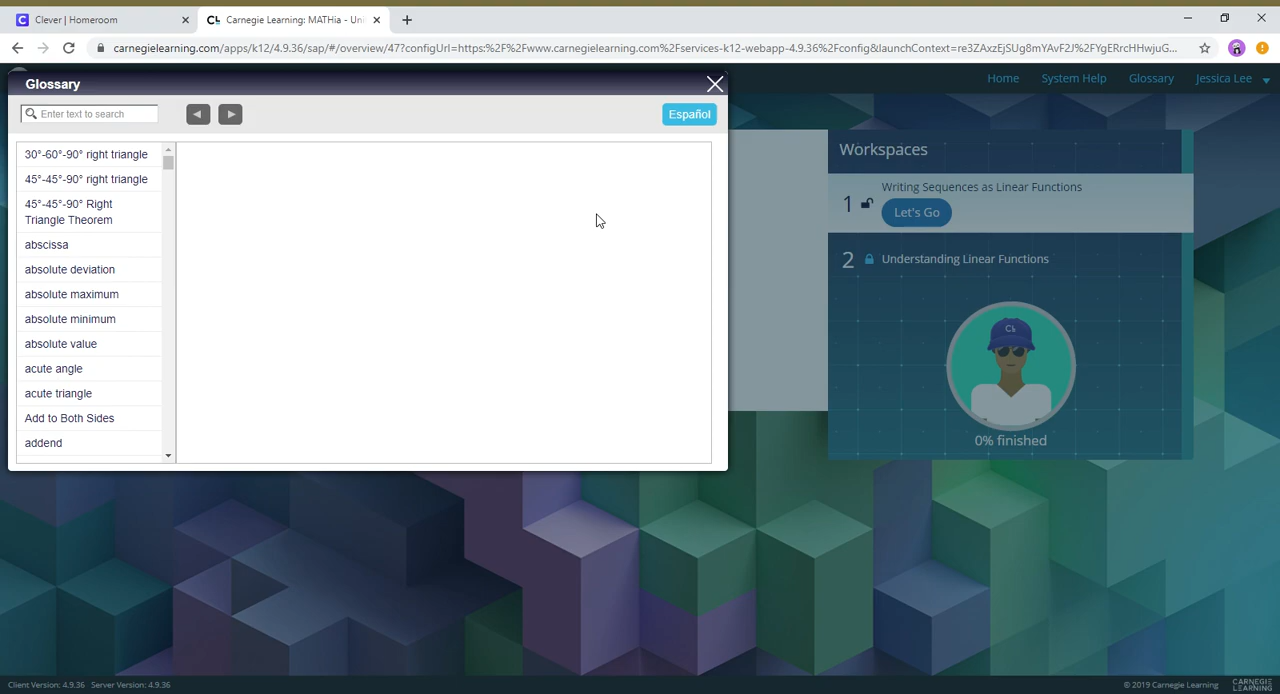 Clever | Homeroom
Carnegie Learning: MATHia - Uni
carnegielearning.com/apps/k12/4.9.36/sap/#/overview/47?configUrl=https:%2F%2Fwww.carnegielearning.com%2Fservices-k12-webapp-4.9.36%2Fconfig&launchContext=re3ZAxzEjSUg8mYAvF2J%2FYgERrcHHwjuG...
Glossary
Home
System Help
Glossary
Jessica Lee
Enter text to search
Español
30°-60°-90° right triangle
45°-45°-90° right triangle
45°-45°-90° Right
Triangle Theorem
abscissa
absolute deviation
absolute maximum
absolute minimum
absolute value
acute angle
acute triangle
Add to Both Sides
addend
Workspaces
1
Writing Sequences as Linear Functions
Let's Go
2
Understanding Linear Functions
CL
0% finished
Client Version: 4.9.36 Server Version: 4.9.36
© 2019 Carnegie Learning
CARNEGIE
LEARNING